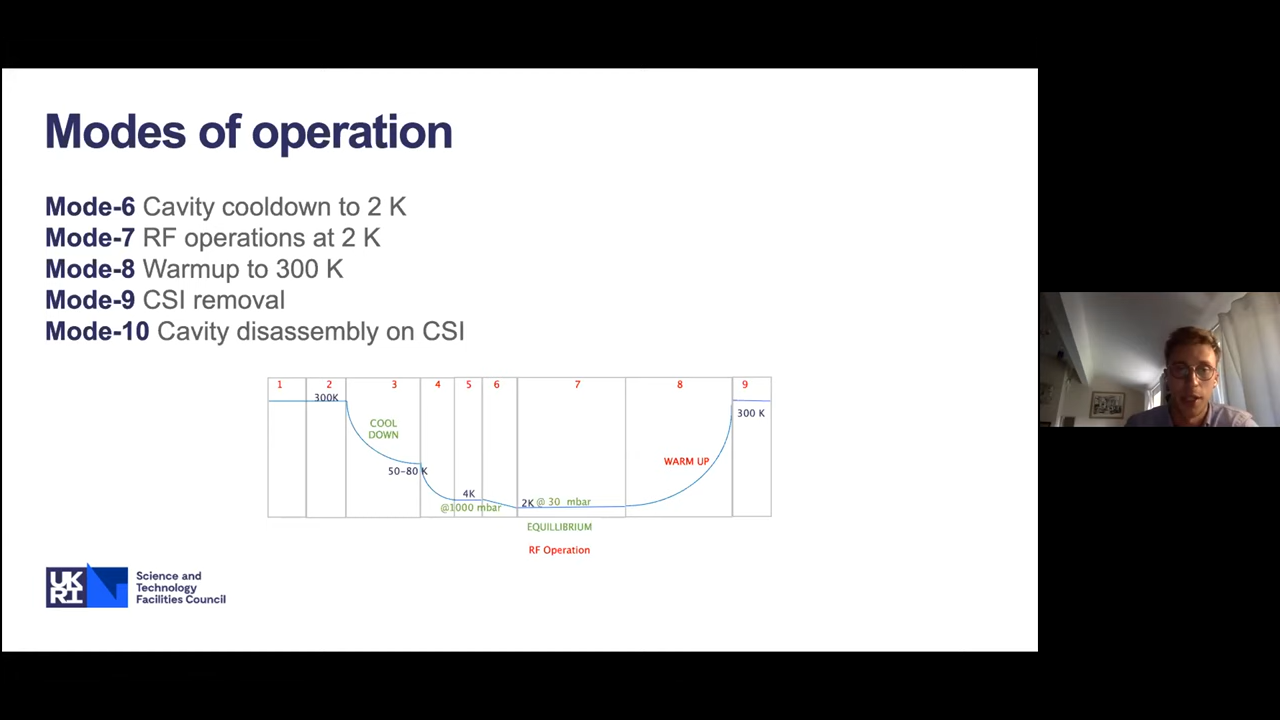 Modes of operation
Mode-6 Cavity cooldown to 2 K
Mode-7 RF operations at 2 K
Mode-8 Warmup to 300 K
Mode-9 CSI removal
Mode-10 Cavity disassembly on CSI
1 2 3 4 5 6 7 8 9
300K
300 K
COOL
DOWN
WARM UP
50-80 K
4K
@1000 mbar
2K @ 30 mbar
EQUILLIBRIUM
RF Operation
UK
RI
Science and
Technology
Facilities Council